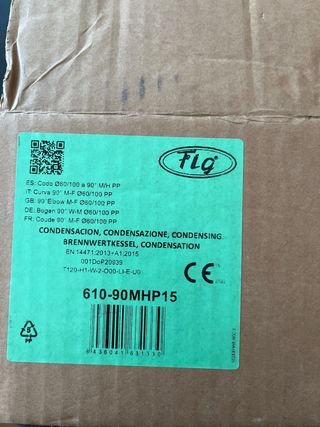 FIG
ES: Codo Ø60/100 a 90° M/H PP
IT: Curva 90° M-F Ø60/100 PP
GB: 90°Elbow M-F Ø60/100 PP
DE: Bogen 90° W-M Ø60/100 PP
FR: Coude 90° M-F Ø60/100 PP
CONDENSACION, CONDENSAZIONE, CONDENSING
BRENNWERTKESSEL, CONDENSATION
EN 14471:2013+A1:2015
001DoP20939
T120-H1-W-2-O00-LI-E-U0
CE
610-90MHP15
PP
8436041631330